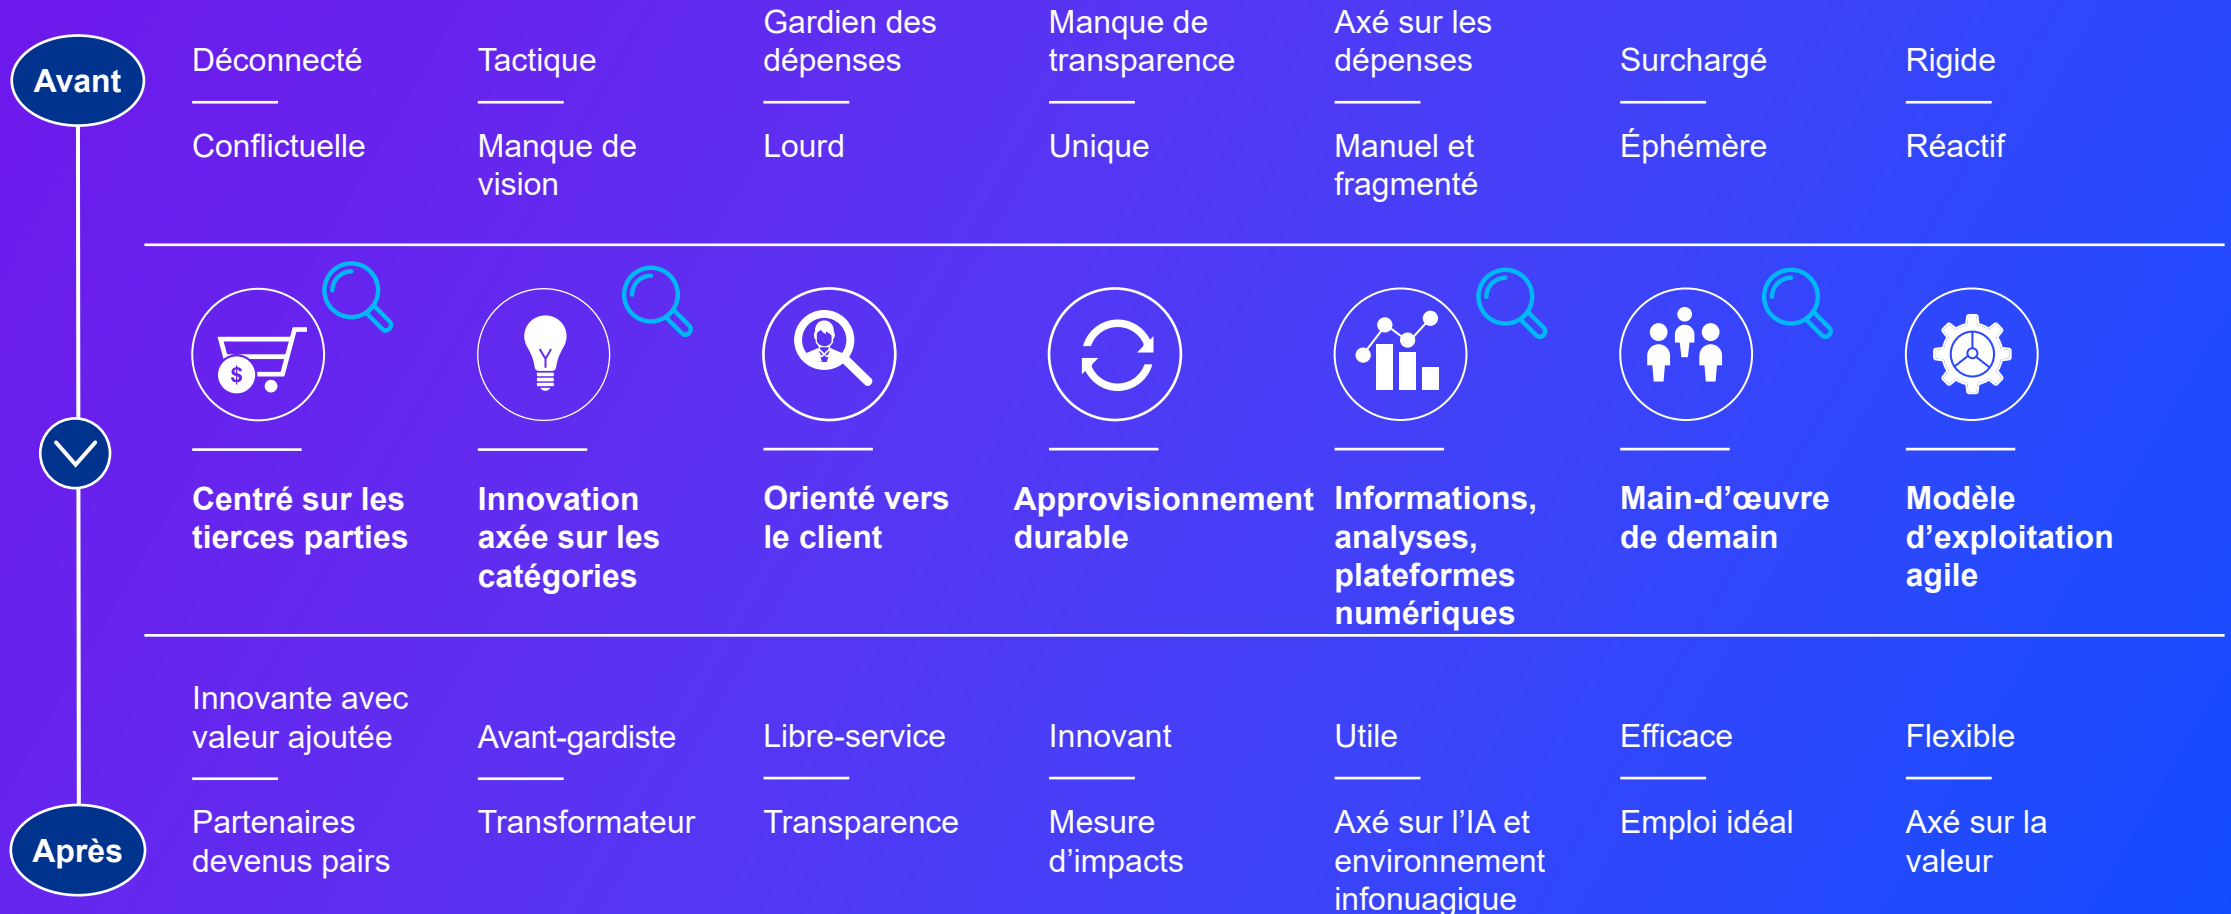 Avant
Déconnecté
Conflictuelle
Tactique
Manque de
vision
Gardien des
dépenses
Lourd
Manque de
transparence
Unique
Axé sur les
dépenses
Manuel et
fragmenté
Surchargé
Éphémère
Rigide
Réactif
$
Centré sur les
tierces parties
Innovation
axée sur les
catégories
Orienté vers
le client
Approvisionnement
durable
Informations,
analyses,
plateformes
numériques
Main-d’œuvre
de demain
Modèle
d’exploitation
agile
Après
Innovante avec
valeur ajoutée
Partenaires
devenus pairs
Avant-gardiste
Transformateur
Libre-service
Transparence
Innovant
Mesure
d’impacts
Utile
Axé sur l’IA et
environnement
infonuagique
Efficace
Emploi idéal
Flexible
Axé sur la
valeur